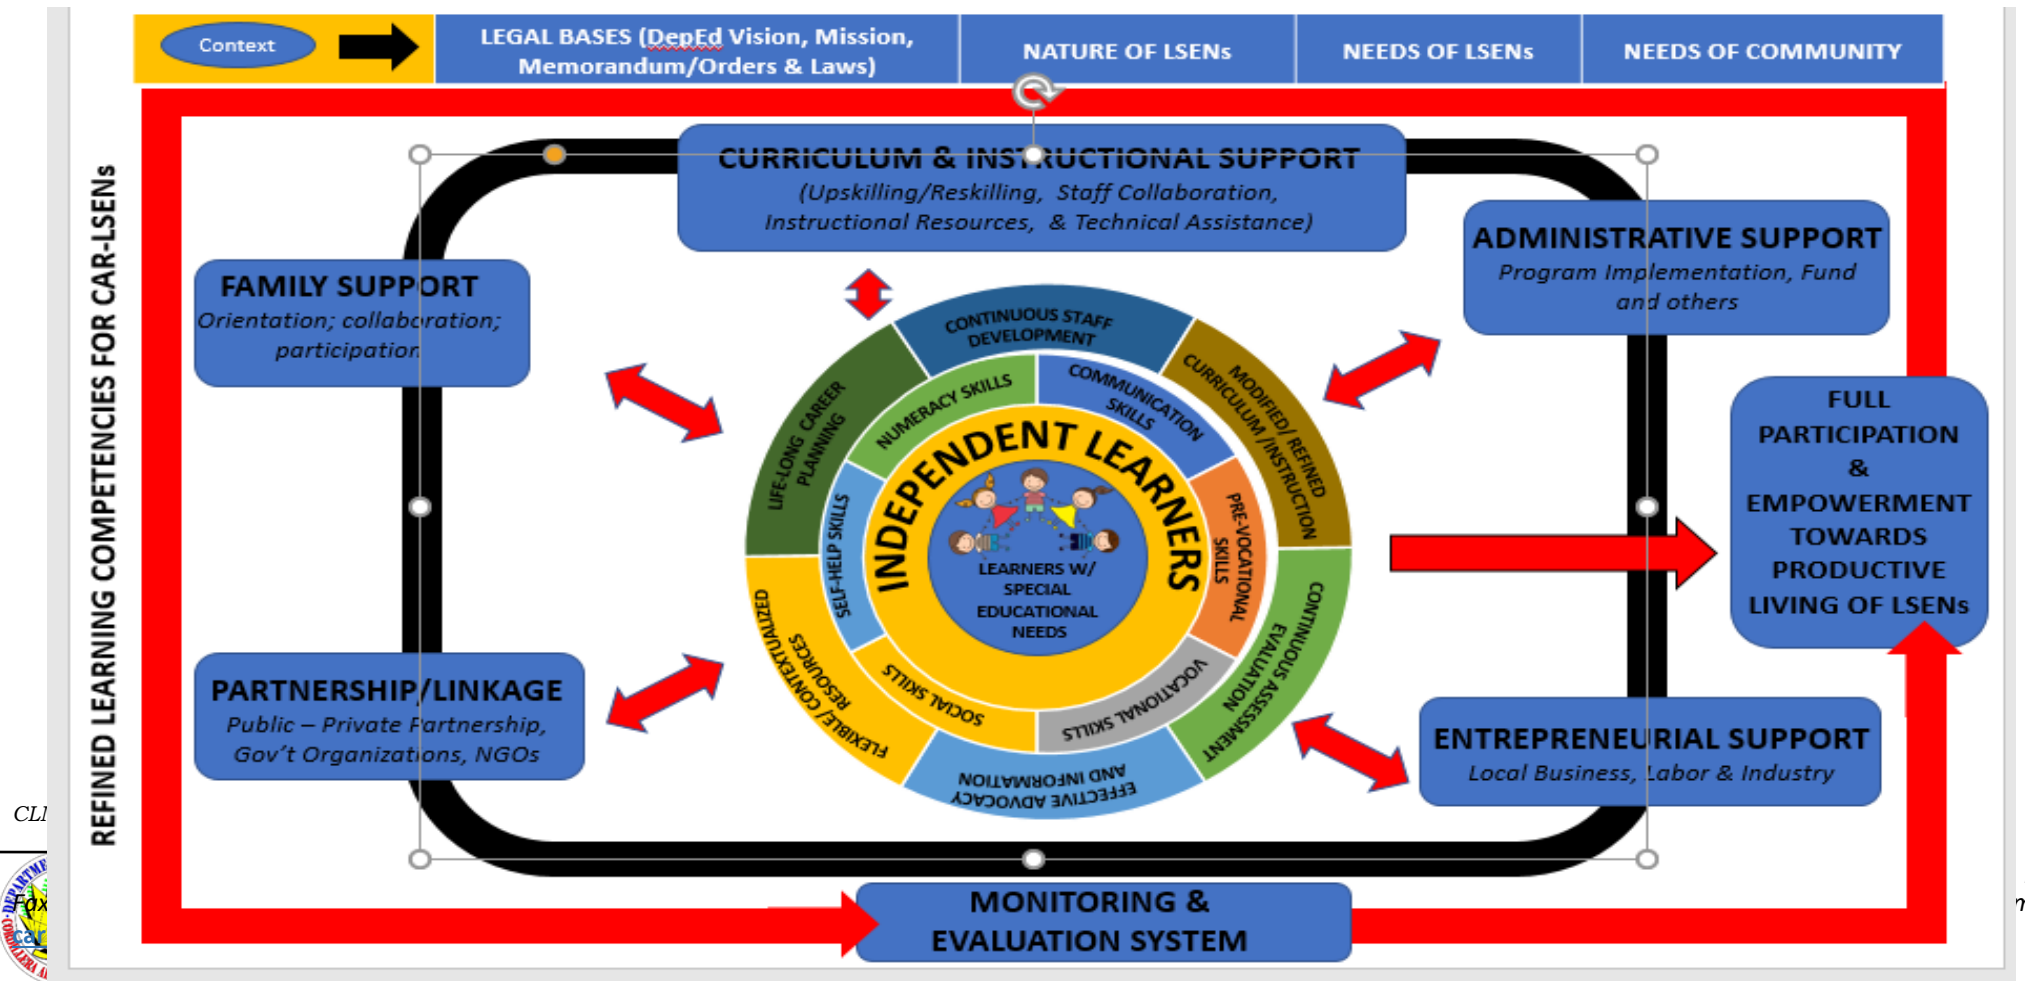 Context
LEGAL BASES (DepEd Vision, Mission,
Memorandum/Orders & Laws)
NATURE OF LSENs
NEEDS OF LSENs
NEEDS OF COMMUNITY
REFINED LEARNING COMPETENCIES FOR CAR-LSENs
CURRICULUM & INSTRUCTIONAL SUPPORT
(Upskilling/Reskilling, Staff Collaboration,
Instructional Resources, & Technical Assistance)
ADMINISTRATIVE SUPPORT
Program Implementation, Fund
and others
FAMILY SUPPORT
Orientation; collaboration;
participation
CONTINUOUS STAFF
DEVELOPMENT
MODIFIED/ REFINED
CURRICULUM /INSTRUCTION
LIFE-LONG CAREER
PLANNING
NUMERACY SKILLS
COMMUNICATION
SKILLS
INDEPENDENT LEARNERS
SELF-HELP SKILLS
PRE-VOCATIONAL
SKILLS
LEARNERS W/
SPECIAL
EDUCATIONAL
NEEDS
FULL
PARTICIPATION
&
EMPOWERMENT
TOWARDS
PRODUCTIVE
LIVING OF LSENs
FLEXIBLE/ CONTEXTUALIZED
RESOURCES
SOCIAL SKILLS
VOCATIONAL SKILLS
CONTINUOUS ASSESSMENT
EVALUATION
EFFECTIVE ADVOCACY
AND INFORMATION
PARTNERSHIP/LINKAGE
Public – Private Partnership,
Gov't Organizations, NGOs
ENTREPRENEURIAL SUPPORT
Local Business, Labor & Industry
MONITORING &
EVALUATION SYSTEM
Fax
car